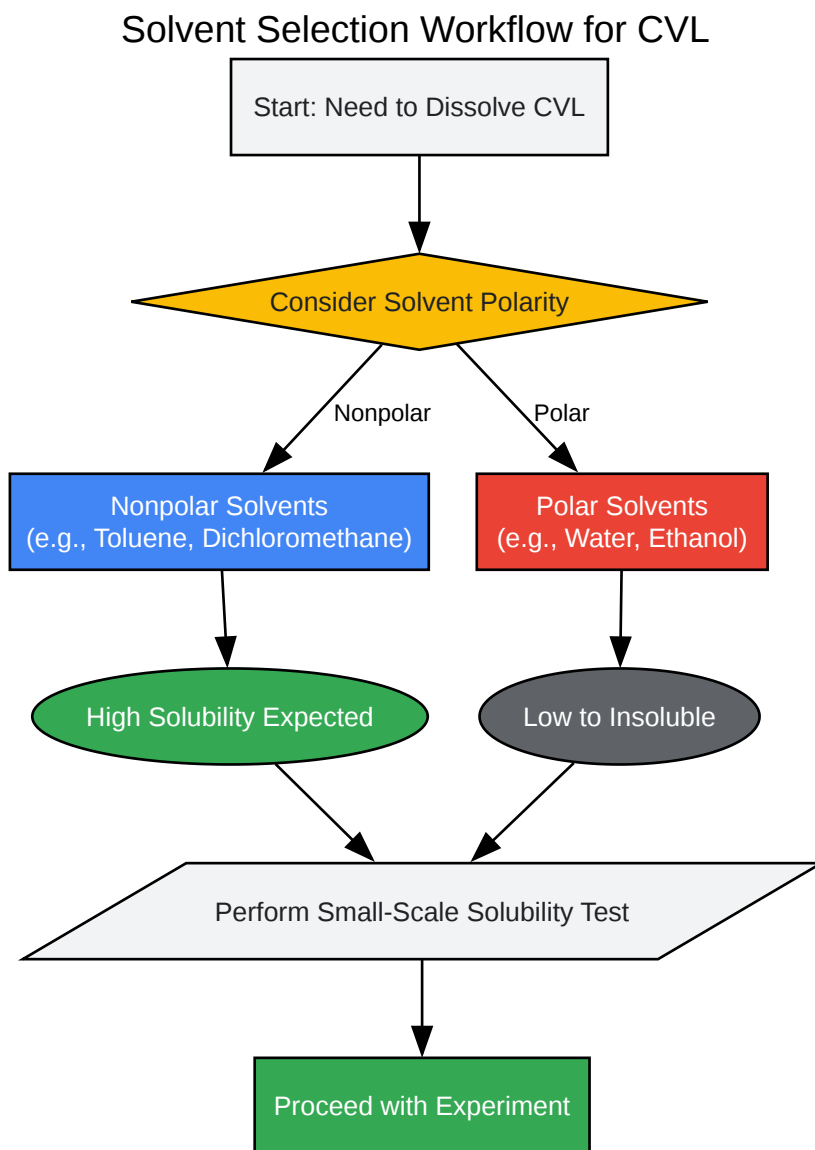 Solvent Selection Workflow for CVL
Start: Need to Dissolve CVL
Consider Solvent Polarity
Nonpolar
Polar
Nonpolar Solvents
(e.g., Toluene, Dichloromethane)
Polar Solvents
(e.g., Water, Ethanol)
High Solubility Expected
Low to Insoluble
Perform Small-Scale Solubility Test
Proceed with Experiment